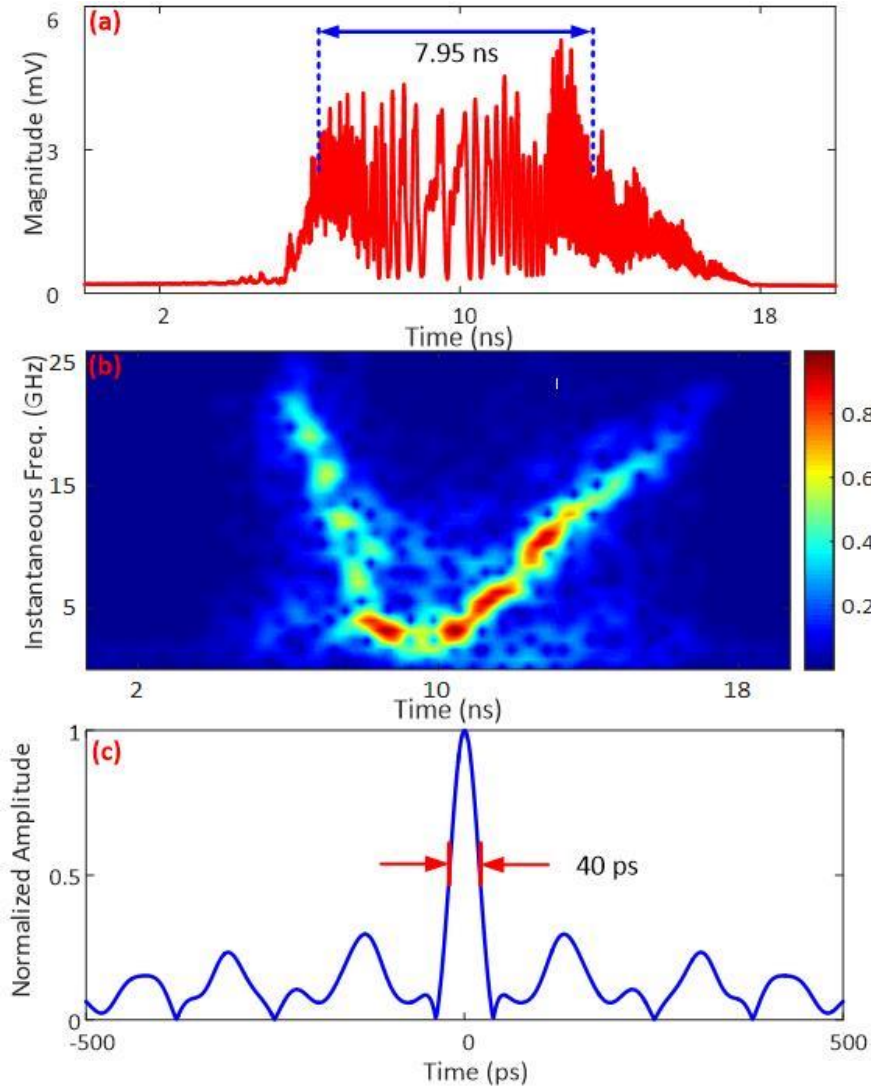 (a)
6
3
0
Magnitude (mV)
7.95 ns
2
10
18
Time (ns)
(b)
25
15
5
Instantaneous Freq. (GHz)
0.8
0.6
0.4
0.2
2
10
18
Time (ns)
(c)
1
0.5
0
Normalized Amplitude
40 ps
-500
0
500
Time (ps)